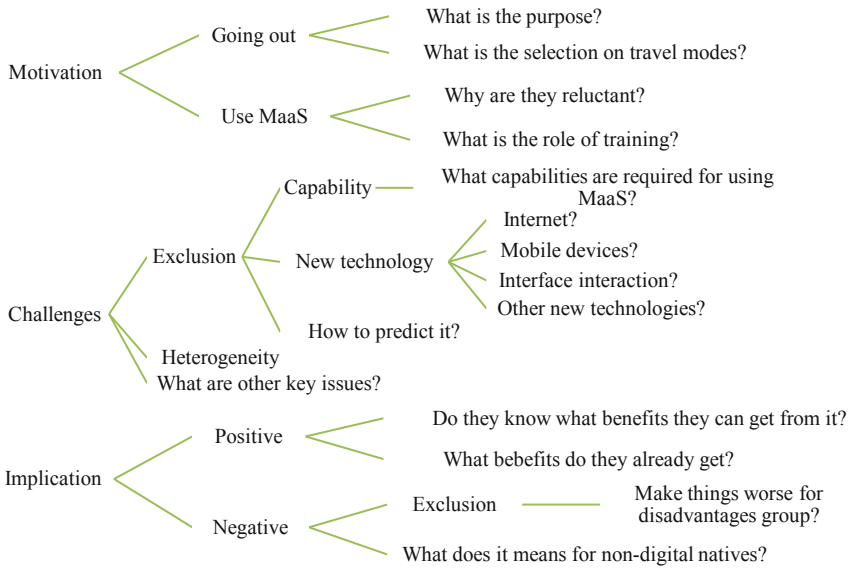 What is the purpose?
Going out
What is the selection on travel modes?
Motivation
Why are they reluctant?
Use MaaS
What is the role of training?
What capabilities are required for using
MaaS?
Capability
Internet?
Exclusion
New technology
Mobile devices?
Interface interaction?
Other new technologies?
Challenges
How to predict it?
Heterogeneity
What are other key issues?
Do they know what benefits they can get from it?
Positive
What bebefits do they already get?
Implication
Exclusion
Make things worse for
disadvantages group?
Negative
What does it means for non-digital natives?